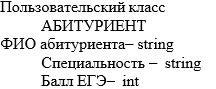 Пользовательский класс
АБИТУРИЕНТ
ФИО абитуриента– string
Специальность – string
Балл ЕГЭ– int